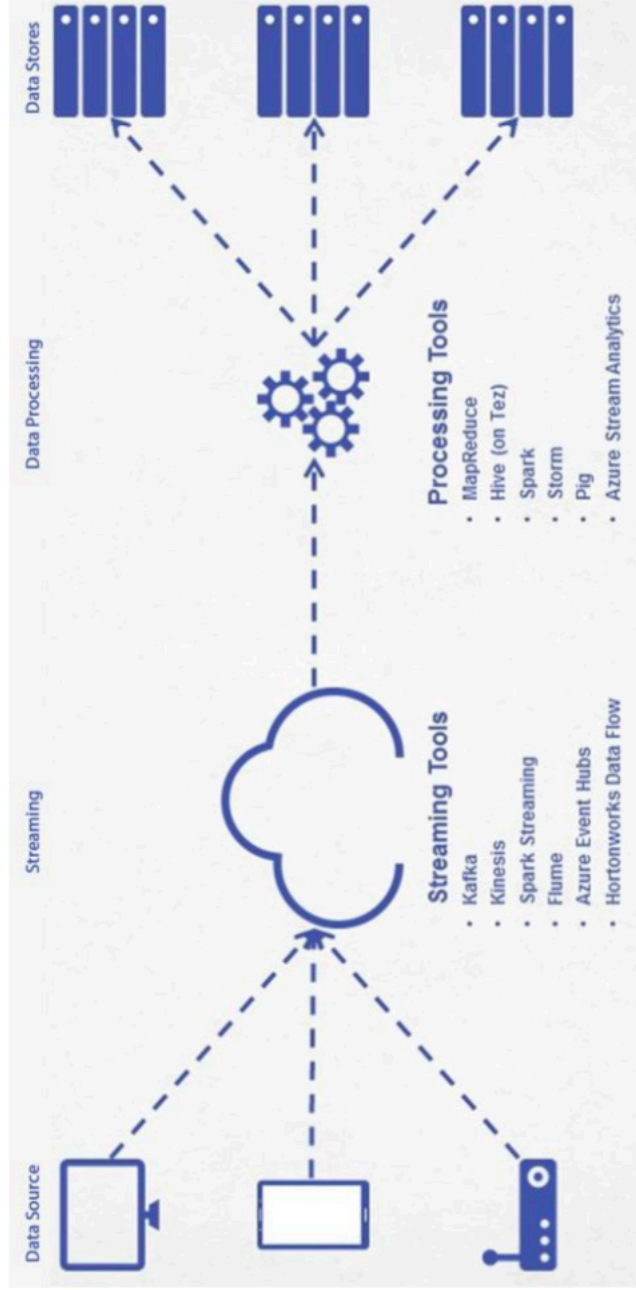 Data Source
Streaming
Data Processing
Data Stores
Streaming Tools
• Kafka
• Kinesis
• Spark Streaming
• Flume
• Azure Event Hubs
• Hortonworks Data Flow
Processing Tools
• MapReduce
• Hive (on Tez)
• Spark
• Storm
• Pig
• Azure Stream Analytics